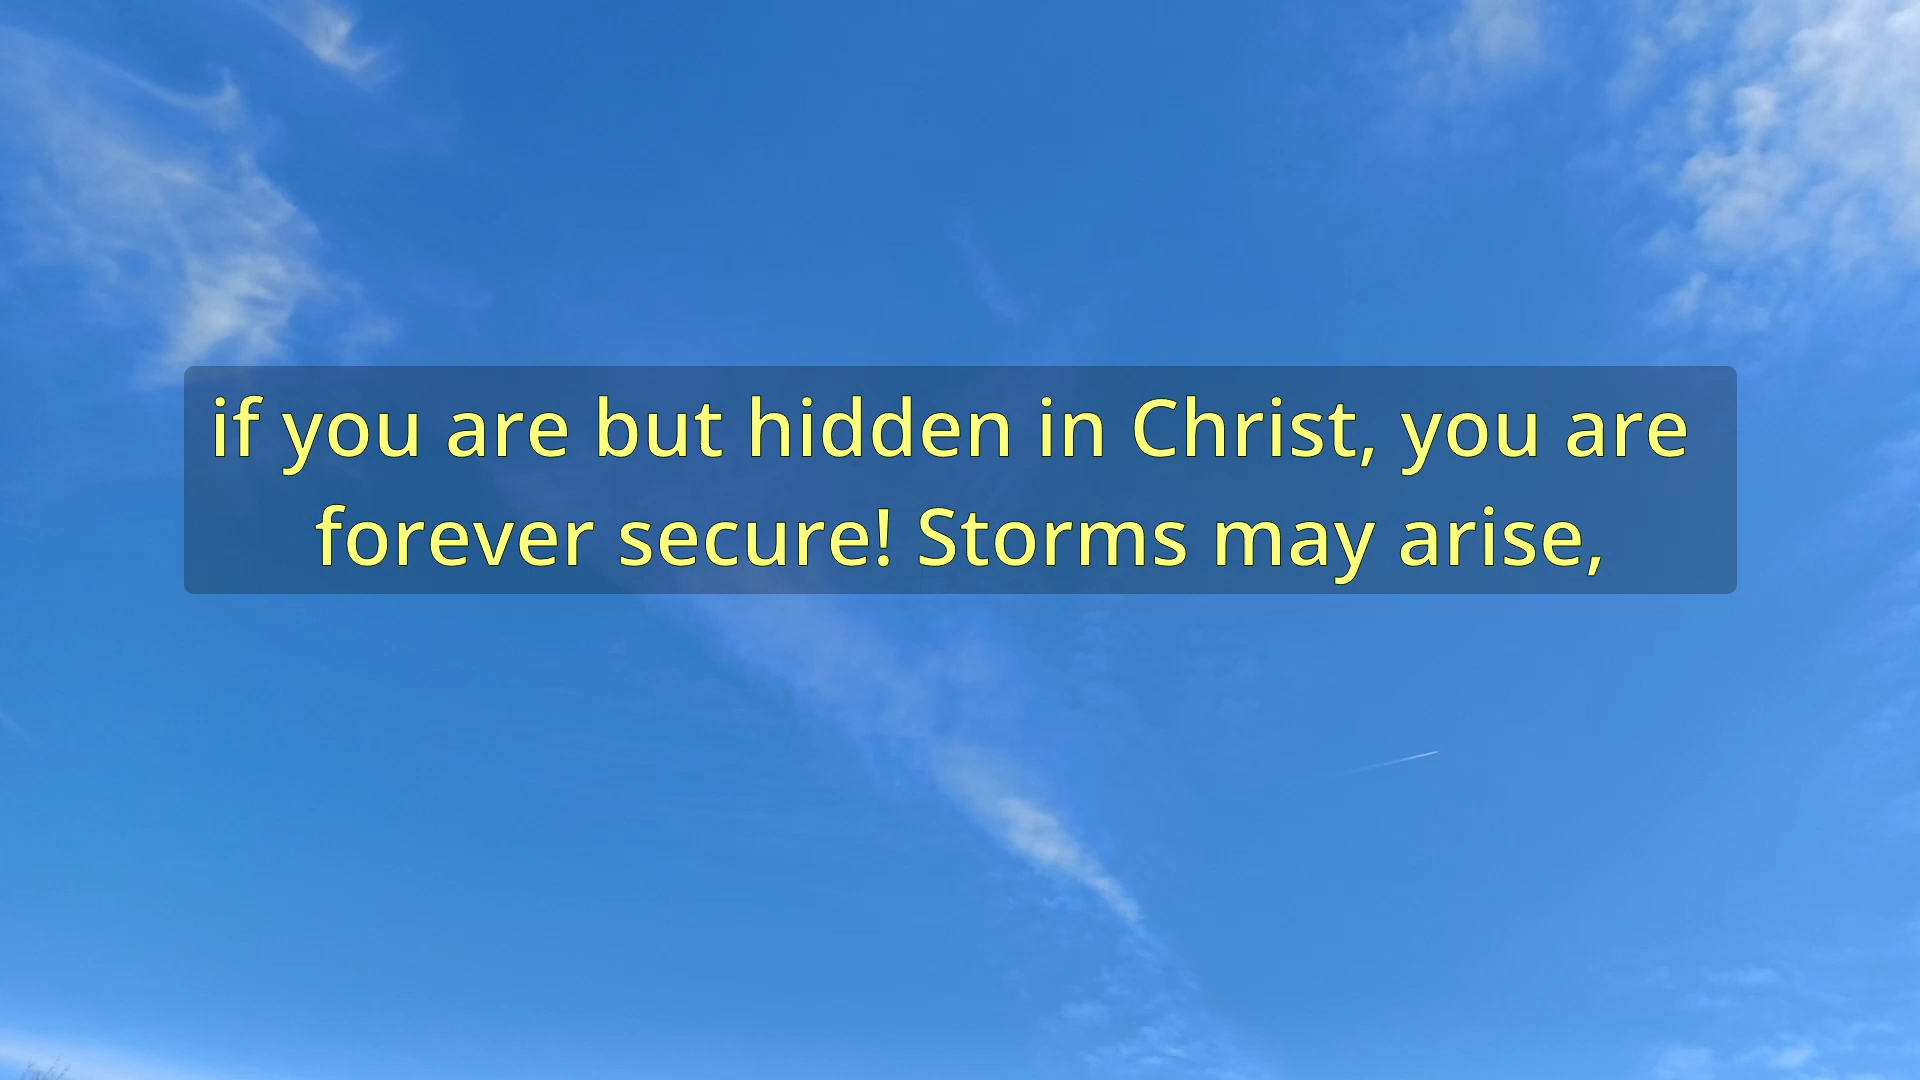 if you are but hidden in Christ, you are
forever secure! Storms may arise,